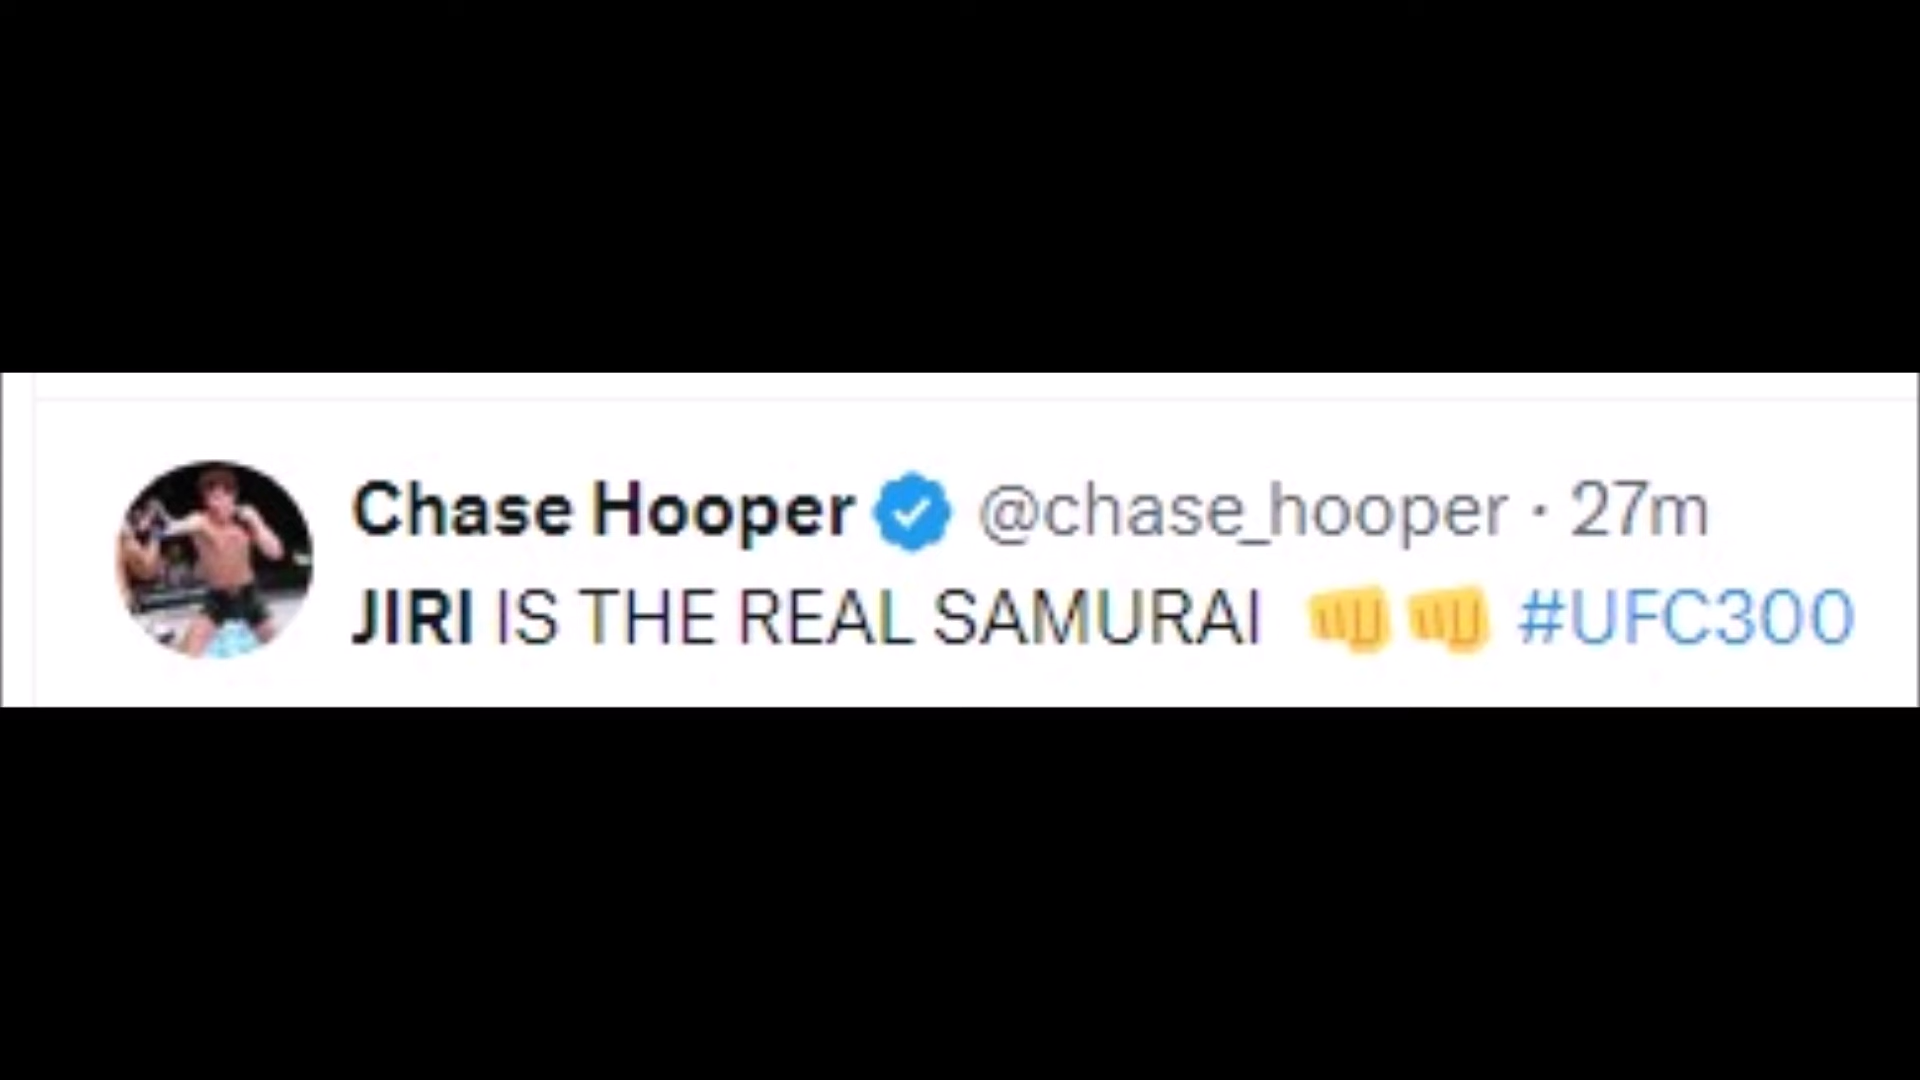 Chase Hooper @chase_hooper · 27m
JIRI IS THE REAL SAMURAI 👊👊 #UFC300